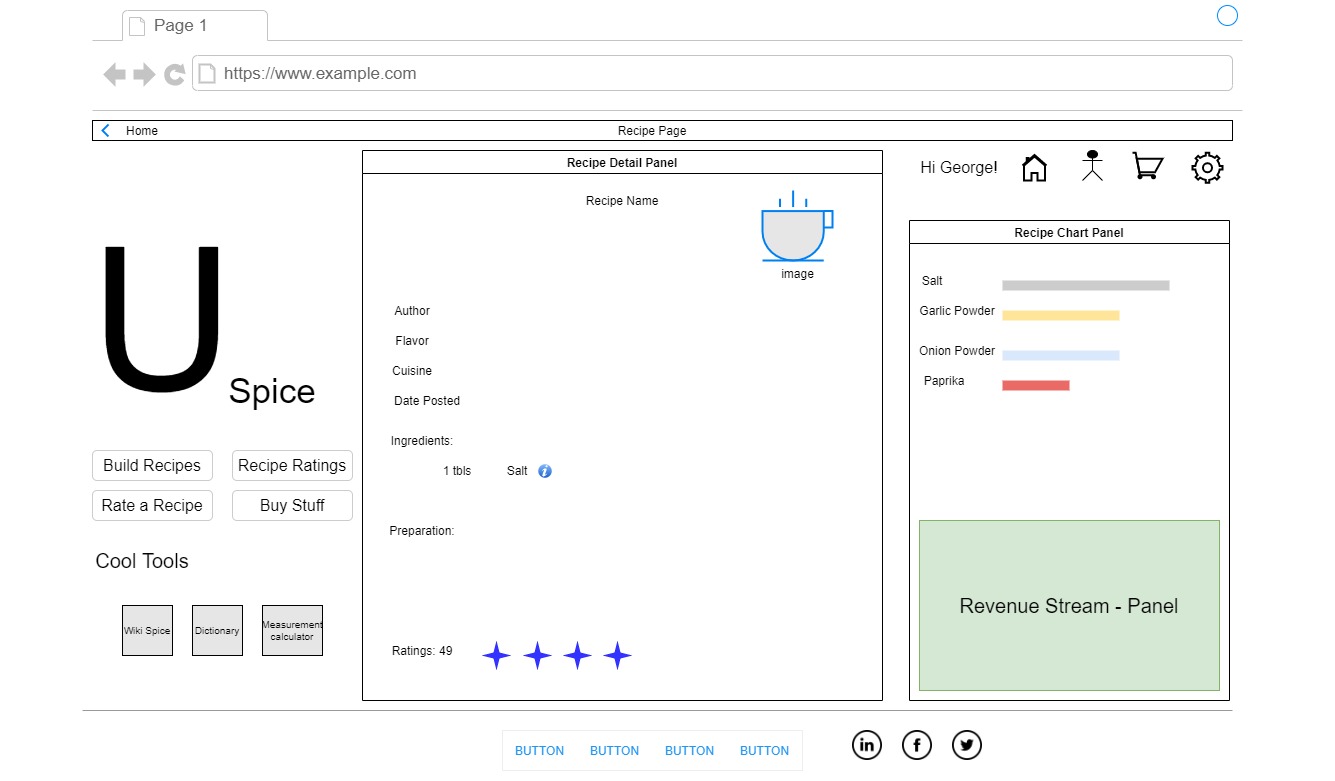 Page 1
https://www.example.com
Home
Recipe Page
Recipe Detail Panel
Hi George!
Recipe Name
image
Recipe Chart Panel
Salt
Garlic Powder
Onion Powder
Paprika
U Spice
Author
Flavor
Cuisine
Date Posted
Ingredients:
1 tbls Salt i
Preparation:
Build Recipes
Recipe Ratings
Rate a Recipe
Buy Stuff
Cool Tools
Wiki Spice
Dictionary
Measurement
calculator
Ratings: 49
Revenue Stream - Panel
BUTTON BUTTON BUTTON BUTTON
in f